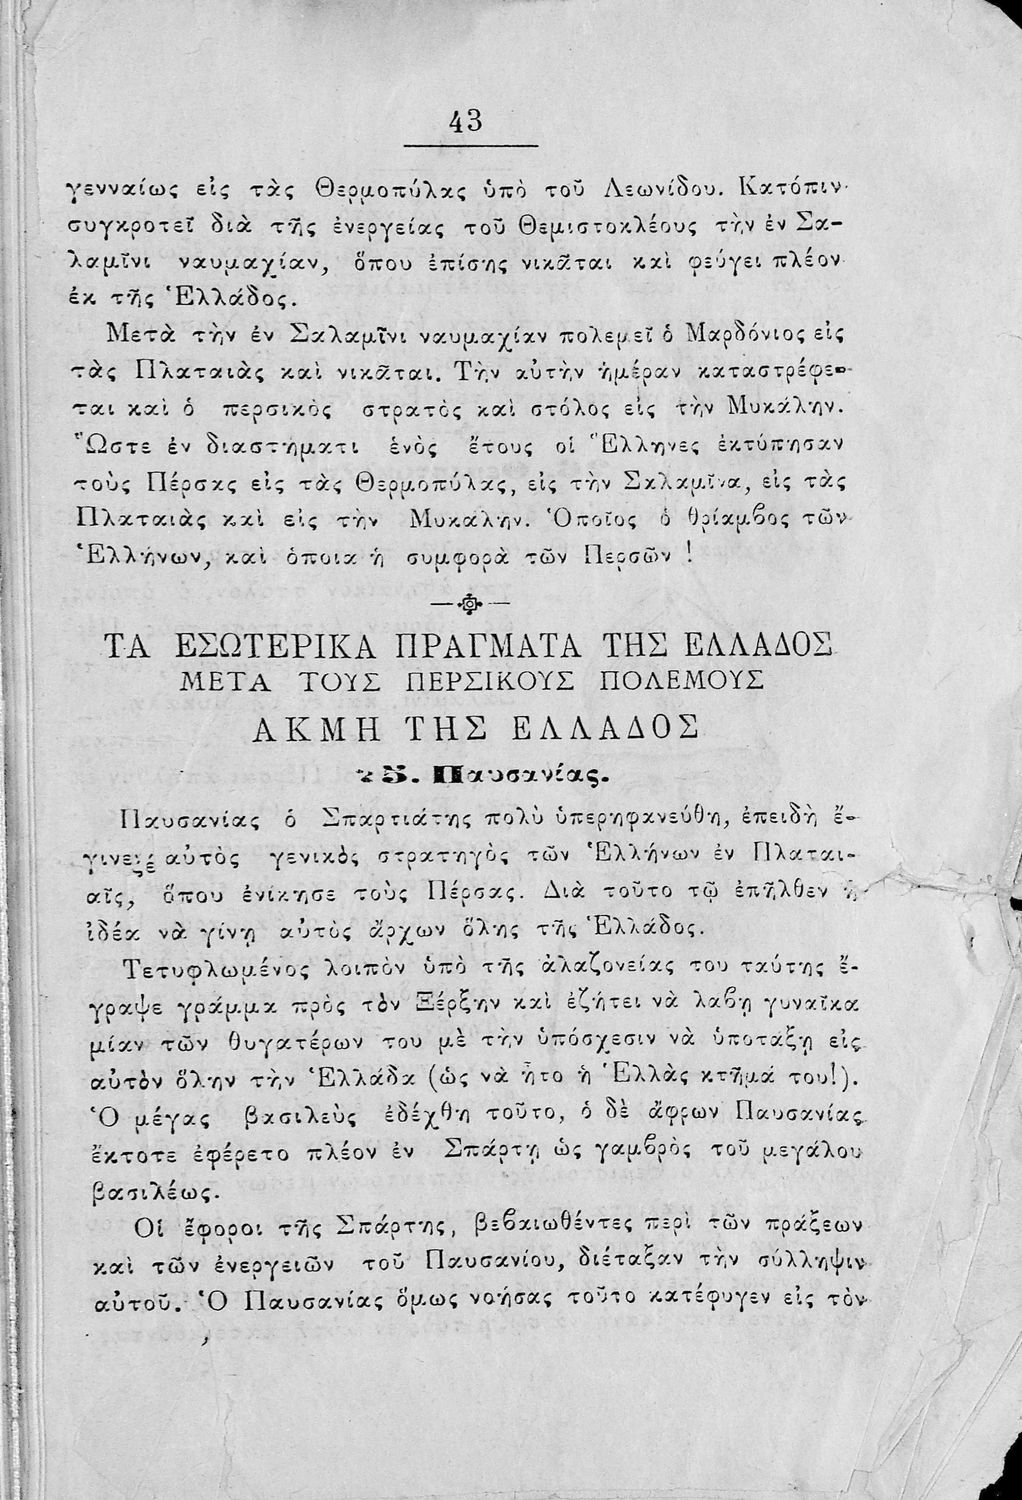 43
γενναίως εἰς τὰς Θερμοπύλας ὑπὸ τοῦ Λεωνίδου. Κατόπιν
συγκροτεῖ διὰ τῆς ἐνεργείας τοῦ Θεμιστοκλέους τὴν ἐν Σα-
λαμῖνι ναυμαχίαν, ὅπου ἐπίσης νικᾶται καὶ φεύγει πλέον
ἐκ τῆς Ἑλλάδος.
Μετὰ τὴν ἐν Σαλαμῖνι ναυμαχίαν πολεμεῖ ὁ Μαρδόνιος εἰς
τὰς Πλαταιὰς καὶ νικᾶται. Τὴν αὐτὴν ἡμέραν καταστρέφε-
ται καὶ ὁ περσικὸς στρατὸς καὶ στόλος εἰς τὴν Μυκάλην.
Ὥστε ἐν διαστήματι ἑνὸς ἔτους οἱ Ἕλληνες ἐκτύπησαν
τοὺς Πέρσας εἰς τὰς Θερμοπύλας, εἰς τὴν Σαλαμῖνα, εἰς τὰς
Πλαταιὰς καὶ εἰς τὴν Μυκάλην. Ὁποῖος ὁ θρίαμβος τῶν
Ἑλλήνων, καὶ ὁποία ἡ συμφορὰ τῶν Περσῶν !
ΤΑ ΕΣΩΤΕΡΙΚΑ ΠΡΑΓΜΑΤΑ ΤΗΣ ΕΛΛΑΔΟΣ
ΜΕΤΑ ΤΟΥΣ ΠΕΡΣΙΚΟΥΣ ΠΟΛΕΜΟΥΣ
ΑΚΜΗ ΤΗΣ ΕΛΛΑΔΟΣ
25. Παυσανίας.
Παυσανίας ὁ Σπαρτιάτης πολὺ ὑπερηφανεύθη, ἐπειδὴ ἔ-
γινε αὐτὸς γενικὸς στρατηγὸς τῶν Ἑλλήνων ἐν Πλαται-
αῖς, ὅπου ἐνίκησε τοὺς Πέρσας. Διὰ τοῦτο τῷ ἐπῆλθεν ἡ
ἰδέα νὰ γίνῃ αὐτὸς ἄρχων ὅλης τῆς Ἑλλάδος.
Τετυφλωμένος λοιπὸν ὑπὸ τῆς ἀλαζονείας του ταύτης ἔ-
γραψε γράμμα πρὸς τὸν Ξέρξην καὶ ἐζήτει νὰ λάβῃ γυναῖκα
μίαν τῶν θυγατέρων του μὲ τὴν ὑπόσχεσιν νὰ ὑποτάξῃ εἰς
αὐτὸν ὅλην τὴν Ἑλλάδα (ὡς νὰ ἦτο ἡ Ἑλλὰς κτῆμά του!).
Ὁ μέγας βασιλεὺς ἐδέχθη τοῦτο, ὁ δὲ ἄφρων Παυσανίας
ἔκτοτε ἐφέρετο πλέον ἐν Σπάρτῃ ὡς γαμβρὸς τοῦ μεγάλου
βασιλέως.
Οἱ ἔφοροι τῆς Σπάρτης, βεβαιωθέντες περὶ τῶν πράξεων
καὶ τῶν ἐνεργειῶν τοῦ Παυσανίου, διέταξαν τὴν σύλληψιν
αὐτοῦ. Ὁ Παυσανίας ὅμως νοήσας τοῦτο κατέφυγεν εἰς τὸν